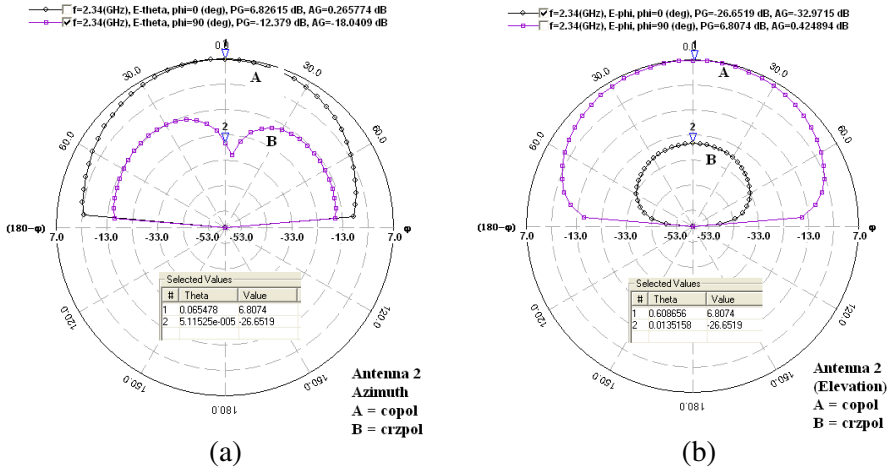 f=2.34(GHz), E-theta, phi=0 (deg), PG=6.82615 dB, AG=0.265774 dB
f=2.34(GHz), E-theta, phi=90 (deg), PG=-12.379 dB, AG=-18.0409 dB
0.0
1
A
30.0
30.0
2
B
60.0
60.0
(180-φ)
φ
7.0 -13.0 -33.0 -53.0 -33.0 -13.0 7.0
Selected Values
# Theta Value
1 0.065478 6.8074
2 5.11525e-005 -26.6519
120.0
120.0
150.0
150.0
180.0
Antenna 2
Azimuth
A = copol
B = crzpol
(a)
f=2.34(GHz), E-phi, phi=0 (deg), PG=-26.6519 dB, AG=-32.9715 dB
f=2.34(GHz), E-phi, phi=90 (deg), PG=6.8074 dB, AG=0.424894 dB
0.0
1
A
30.0
30.0
2
B
60.0
60.0
(180-φ)
φ
7.0 -13.0 -33.0 -53.0 -33.0 -13.0 7.0
Selected Values
# Theta Value
1 0.608656 6.8074
2 0.0135158 -26.6519
120.0
120.0
150.0
150.0
180.0
Antenna 2
(Elevation)
A = copol
B = crzpol
(b)